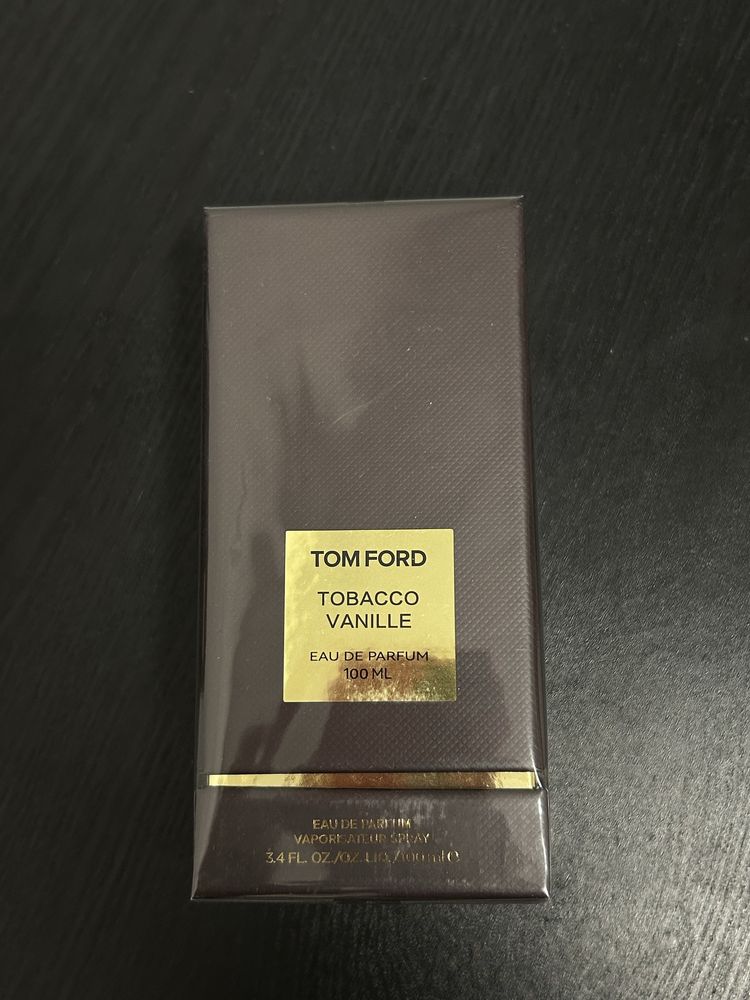 TOM FORD
TOBACCO
VANILLE
EAU DE PARFUM
100 ML
EAU DE PARFUM
VAPORISATEUR SPRAY
3.4 FL. OZ./OZ. LIQ./100 ml ℮